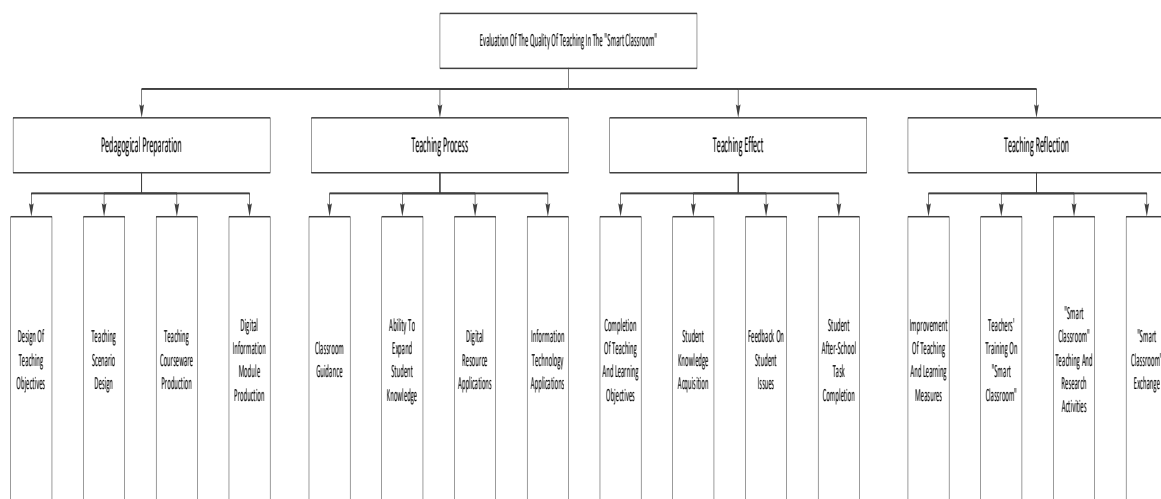 Evaluation Of The Quality Of Teaching In The "Smart Classroom"
Pedagogical Preparation
Teaching Process
Teaching Effect
Teaching Reflection
Design Of
Teaching
Objectives
Teaching
Scenario
Design
Teaching
Courseware
Production
Digital
Information
Module
Production
Classroom
Guidance
Ability To
Expand
Student
Knowledge
Digital
Resource
Applications
Information
Technology
Applications
Completion
Of Teaching
And Learning
Objectives
Student
Knowledge
Acquisition
Feedback On
Student
Issues
Student
After-School
Task
Completion
Improvement
Of Teaching
And Learning
Measures
Teachers'
Training On
"Smart
Classroom"
"Smart
Classroom"
Teaching And
Research
Activities
"Smart
Classroom"
Exchange